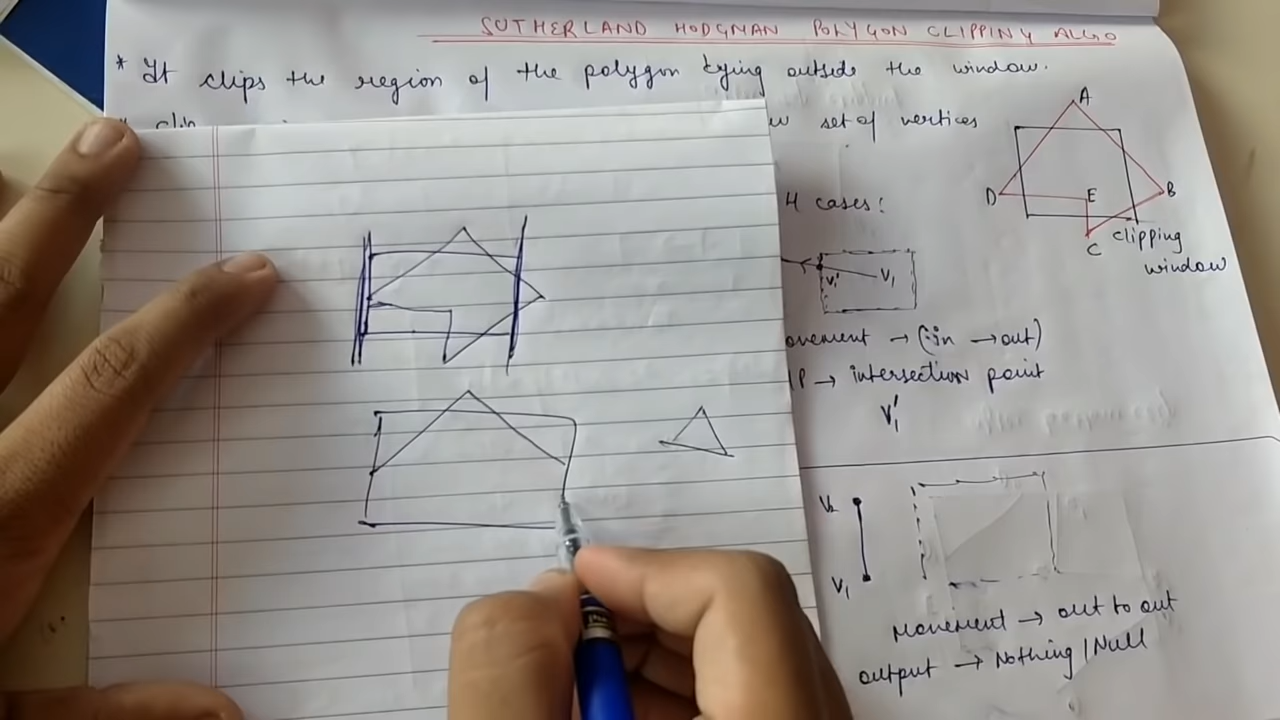 SUTHERLAND HODGMAN POLYGON CLIPPING ALGO
* It clips the region of the polygon lying outside the window.
set of vertices
4 cases:
A
D
E
B
C
clipping
window
V1'
V1
ovement → (in → out)
IP → intersection point
V1'
V2
V1
Movement → out to out
output → Nothing / Null